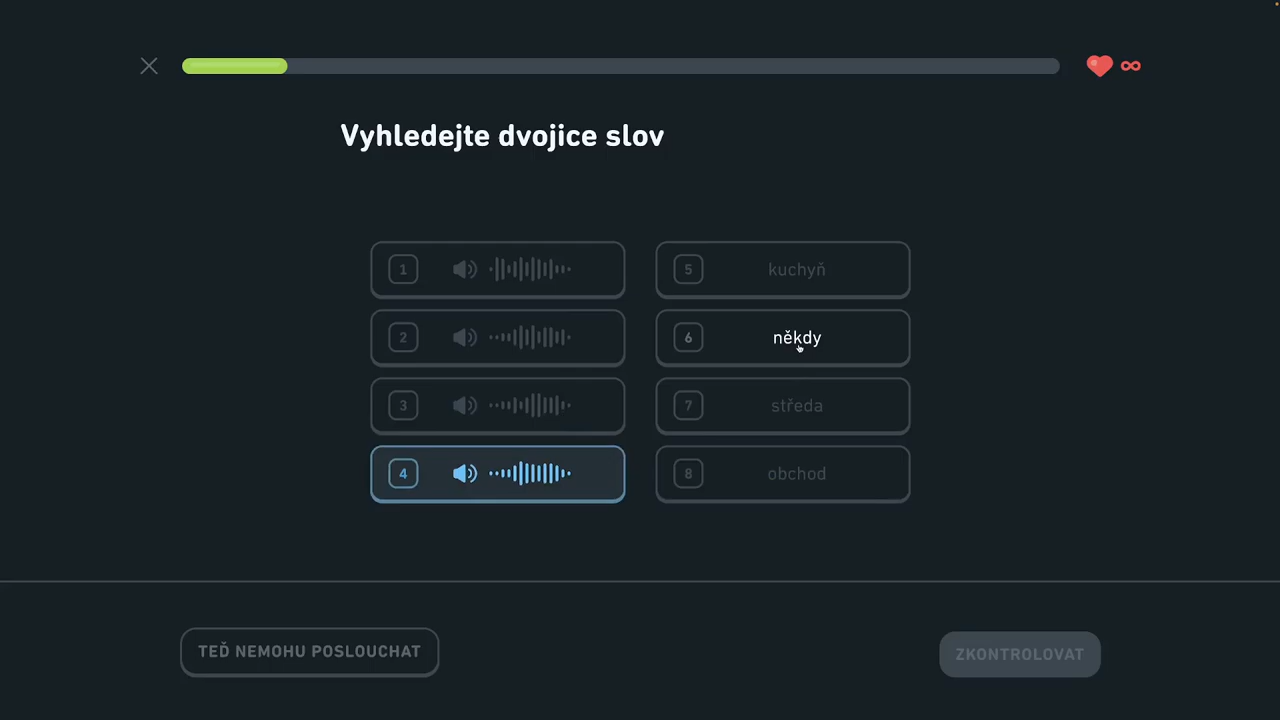 Vyhledejte dvojice slov
1
5 kuchyň
2
6 někdy
3
7 středa
4
8 obchod
TEĎ NEMOHU POSLOUCHAT
ZKONTROLOVAT